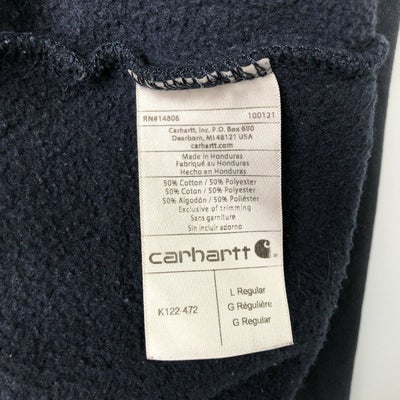 RN#14806 100121
Carhartt, Inc. P.O. Box 600
Dearborn, MI 48121 USA
carhartt.com
Made in Honduras
Fabriqué au Honduras
Hecho en Honduras
50% Cotton / 50% Polyester
50% Coton / 50% Polyester
50% Algodón / 50% Poliéster
Exclusive of trimming
Sans garniture
Sin incluir adorno
carhartt
K122-472
L Regular
G Régulière
G Regular